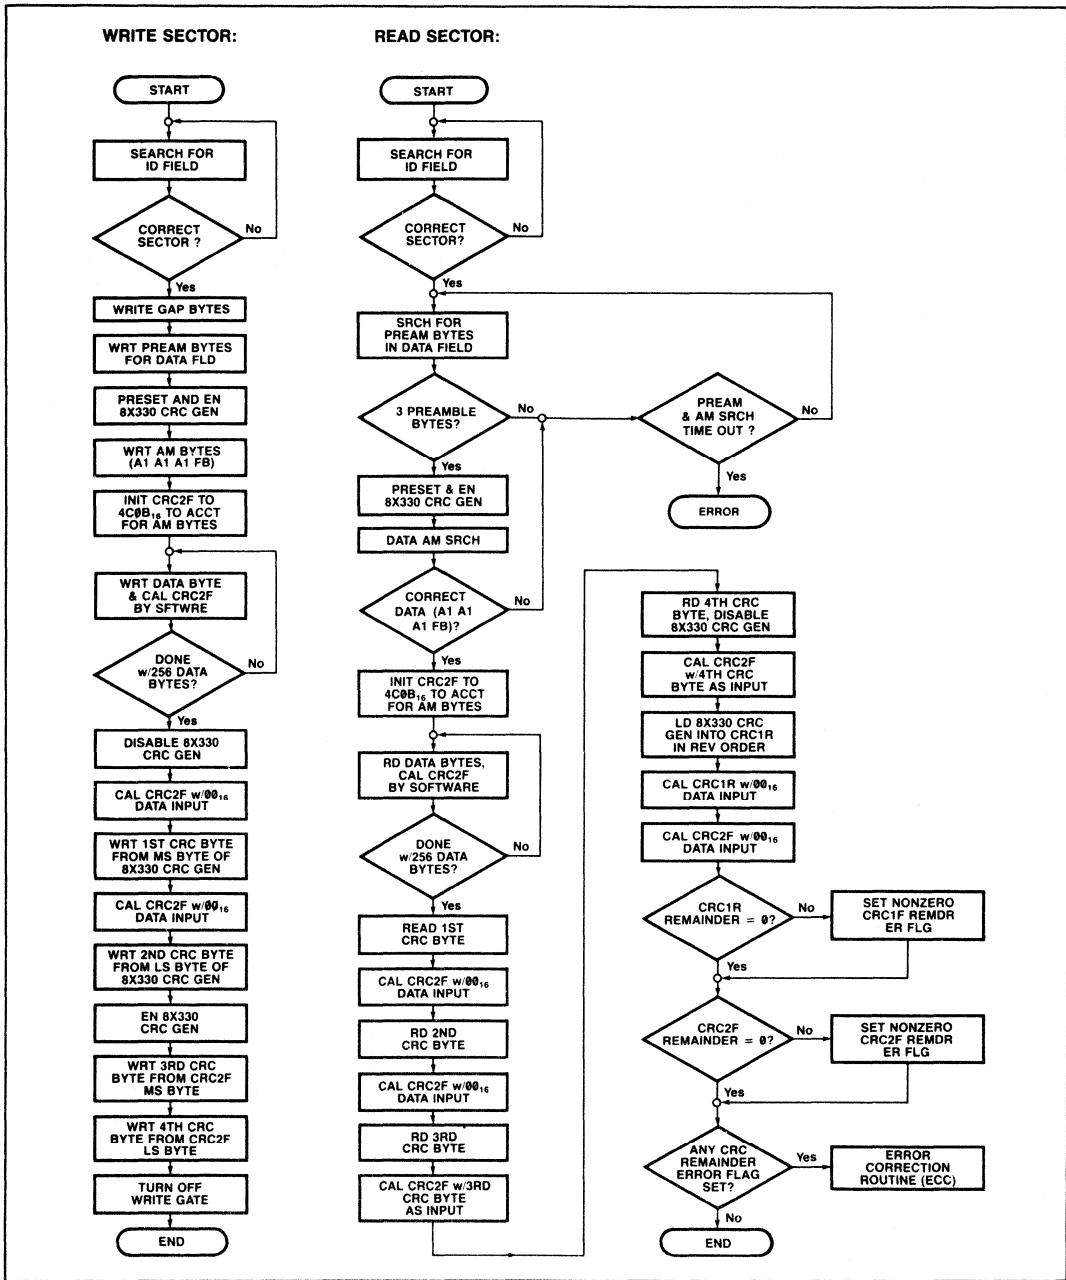 WRITE SECTOR:
START
SEARCH FOR
ID FIELD
CORRECT
SECTOR ?
No
Yes
WRITE GAP BYTES
WRT PREAM BYTES
FOR DATA FLD
PRESET AND EN
8X330 CRC GEN
WRT AM BYTES
(A1 A1 A1 FB)
INIT CRC2F TO
4C0B₁₆ TO ACCT
FOR AM BYTES
WRT DATA BYTE
& CAL CRC2F
BY SFTWRE
DONE
w/256 DATA
BYTES?
No
Yes
DISABLE 8X330
CRC GEN
CAL CRC2F w/00₁₆
DATA INPUT
WRT 1ST CRC BYTE
FROM MS BYTE OF
8X330 CRC GEN
CAL CRC2F w/00₁₆
DATA INPUT
WRT 2ND CRC BYTE
FROM LS BYTE OF
8X330 CRC GEN
EN 8X330
CRC GEN
WRT 3RD CRC
BYTE FROM CRC2F
MS BYTE
WRT 4TH CRC
BYTE FROM CRC2F
LS BYTE
TURN OFF
WRITE GATE
END
READ SECTOR:
START
SEARCH FOR
ID FIELD
CORRECT
SECTOR?
No
Yes
SRCH FOR
PREAM BYTES
IN DATA FIELD
3 PREAMBLE
BYTES?
No
Yes
PREAM
& AM SRCH
TIME OUT ?
No
Yes
ERROR
PRESET & EN
8X330 CRC GEN
DATA AM SRCH
CORRECT
DATA (A1 A1
A1 FB)?
No
Yes
INIT CRC2F TO
4C0B₁₆ TO ACCT
FOR AM BYTES
RD DATA BYTES,
CAL CRC2F
BY SOFTWARE
DONE
w/256 DATA
BYTES?
No
Yes
READ 1ST
CRC BYTE
CAL CRC2F w/00₁₆
DATA INPUT
RD 2ND
CRC BYTE
CAL CRC2F w/00₁₆
DATA INPUT
RD 3RD
CRC BYTE
CAL CRC2F w/3RD
CRC BYTE
AS INPUT
RD 4TH CRC
BYTE, DISABLE
8X330 CRC GEN
CAL CRC2F
w/4TH CRC
BYTE AS INPUT
LD 8X330 CRC
GEN INTO CRC1R
IN REV ORDER
CAL CRC1R w/00₁₆
DATA INPUT
CAL CRC2F w/00₁₆
DATA INPUT
CRC1R
REMAINDER = 0?
No
SET NONZERO
CRC1F REMDR
ER FLG
Yes
CRC2F
REMAINDER = 0?
No
SET NONZERO
CRC2F REMDR
ER FLG
Yes
ANY CRC
REMAINDER
ERROR FLAG
SET?
Yes
ERROR
CORRECTION
ROUTINE (ECC)
No
END